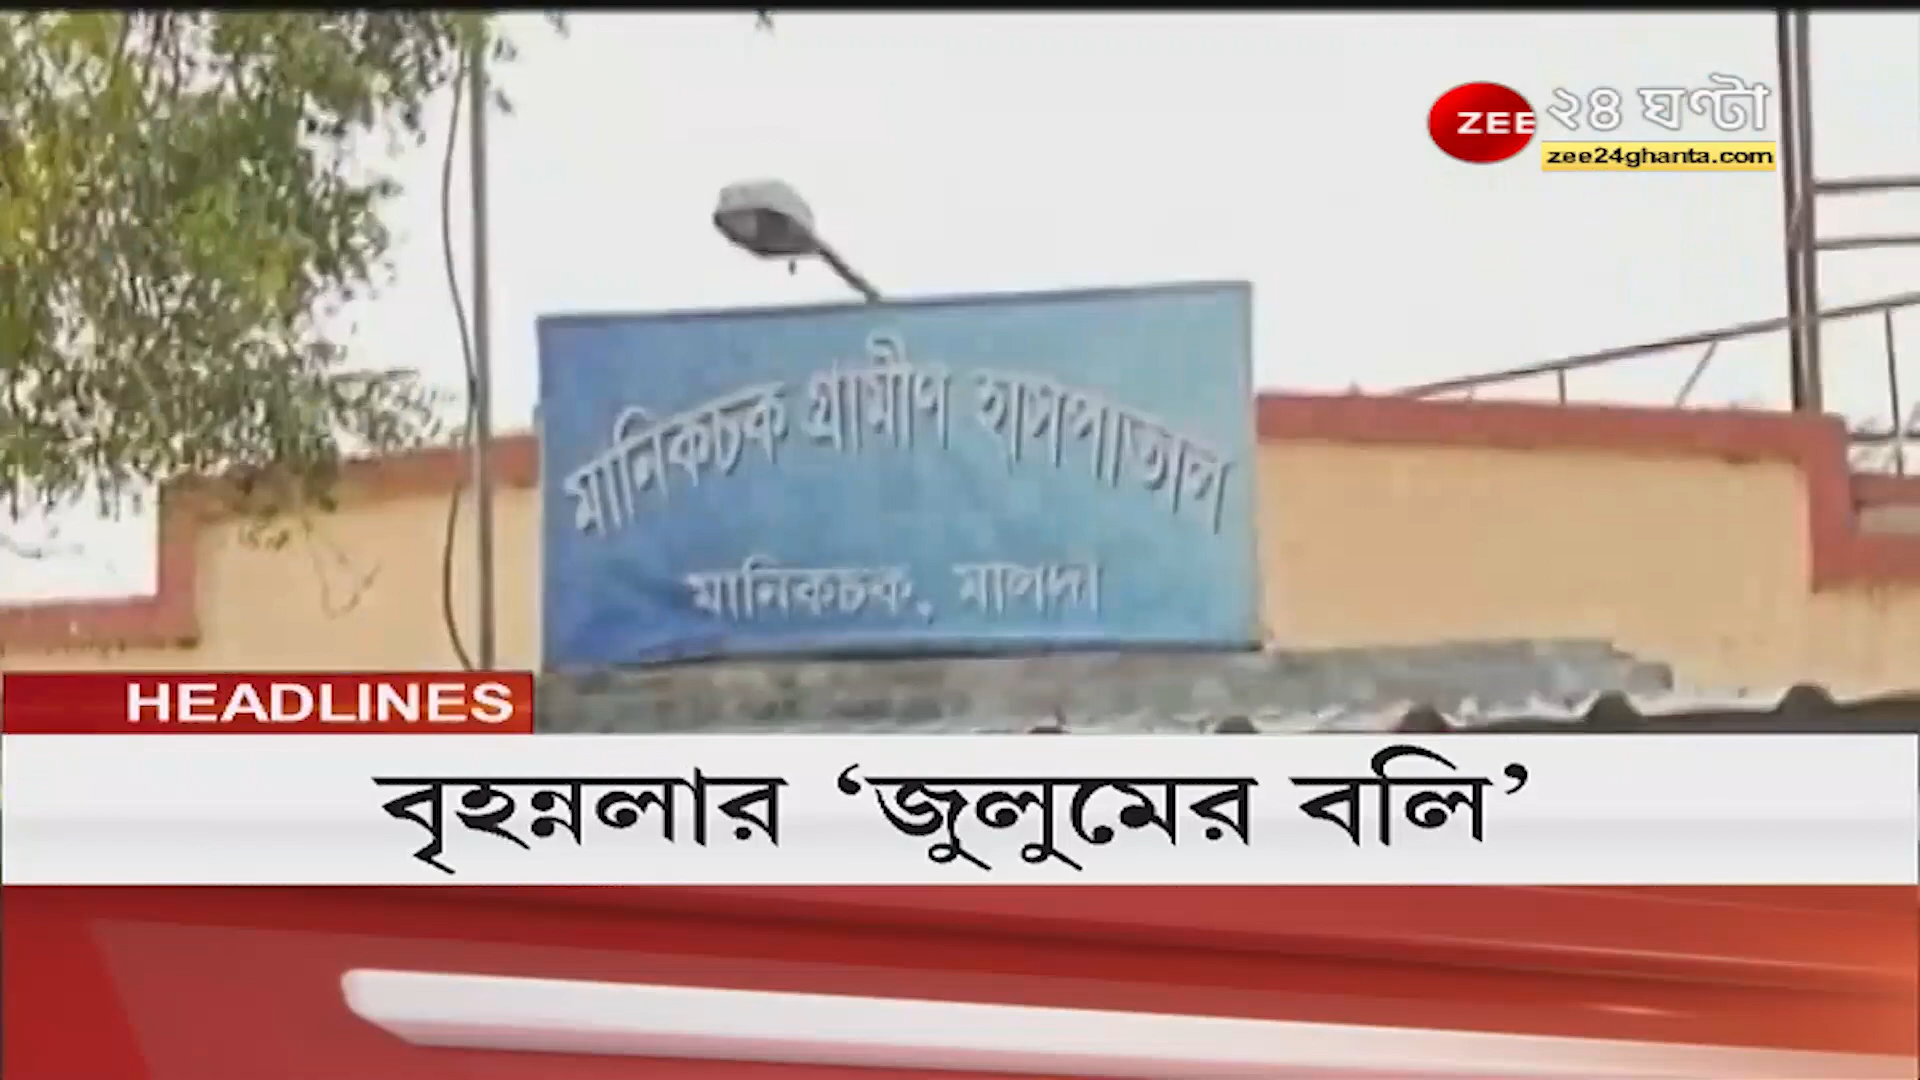 ZEE ২৪ ঘণ্টা
zee24ghanta.com
মানিকচক গ্রামীণ হাসপাতাল
মানিকচক, মালদা
HEADLINES
বৃহন্নলার ‘জুলুমের বলি’